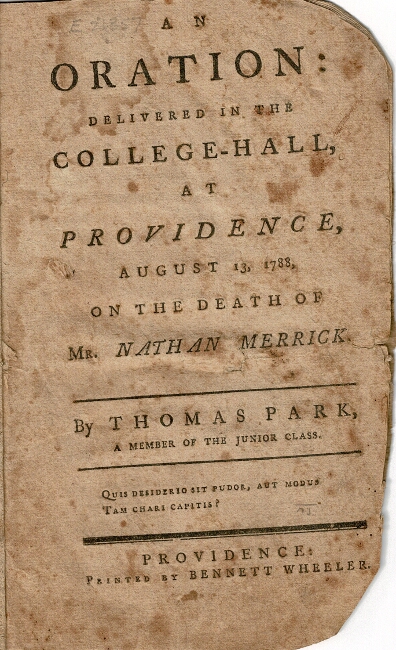 AN
ORATION:
DELIVERED IN THE
COLLEGE-HALL,
AT
PROVIDENCE,
AUGUST 13, 1788,
ON THE DEATH OF
MR. NATHAN MERRICK.
By THOMAS PARK,
A MEMBER OF THE JUNIOR CLASS.
QUIS DESIDERIO SIT PUDOR, AUT MODUS
TAM CHARI CAPITIS?
PROVIDENCE:
PRINTED BY BENNETT WHEELER.